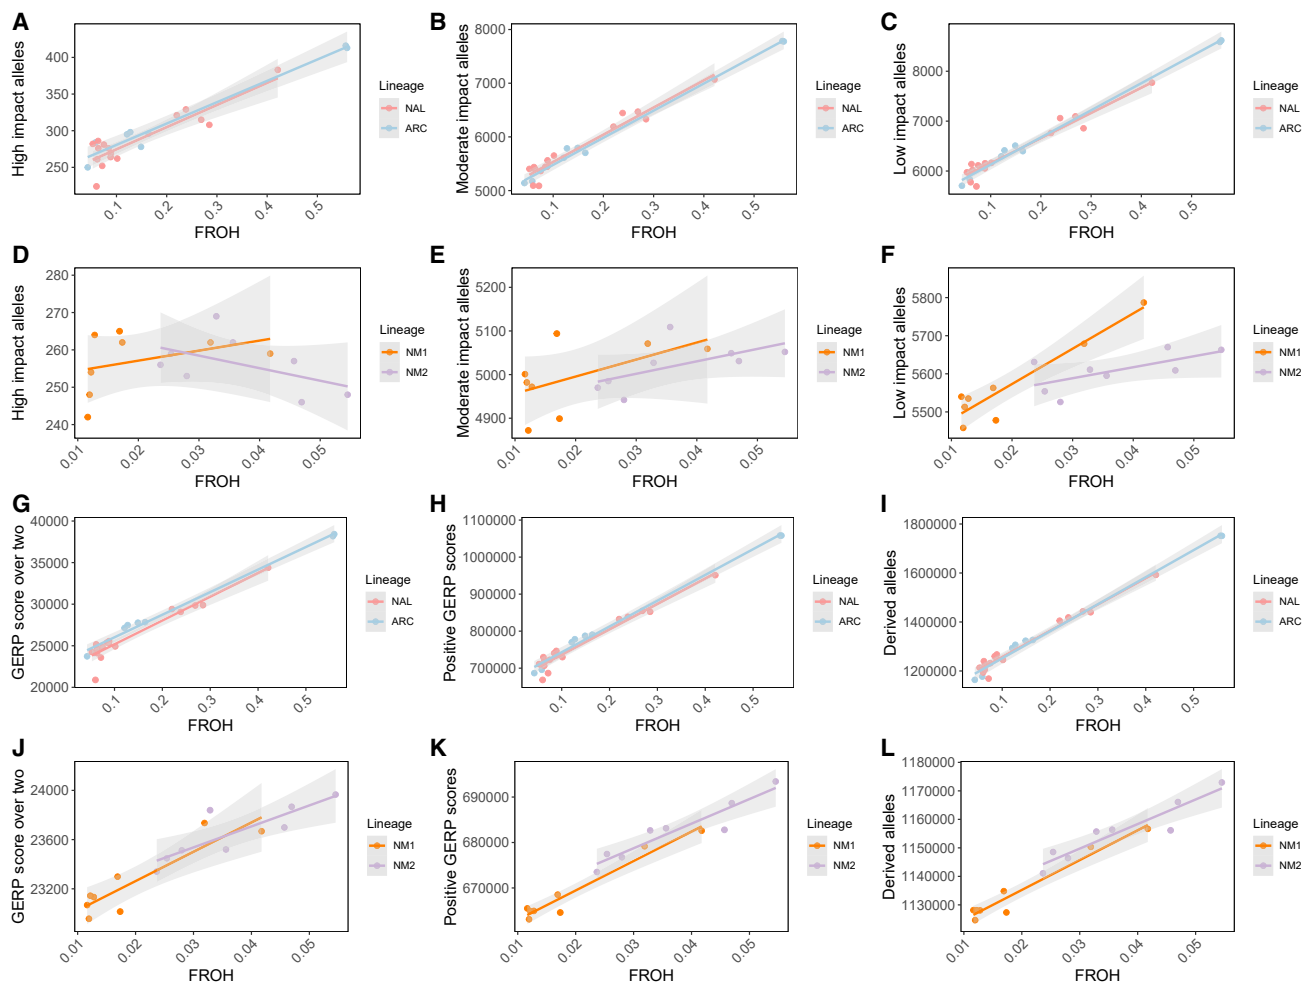 A
High impact alleles
400
350
300
250
0.1
0.2
0.3
0.4
0.5
FROH
Lineage
NAL
ARC
B
Moderate impact alleles
8000
7000
6000
5000
0.1
0.2
0.3
0.4
0.5
FROH
Lineage
NAL
ARC
C
Low impact alleles
8000
7000
6000
0.1
0.2
0.3
0.4
0.5
FROH
Lineage
NAL
ARC
D
High impact alleles
280
270
260
250
240
0.01
0.02
0.03
0.04
0.05
FROH
Lineage
NM1
NM2
E
Moderate impact alleles
5200
5100
5000
4900
0.01
0.02
0.03
0.04
0.05
FROH
Lineage
NM1
NM2
F
Low impact alleles
5800
5700
5600
5500
0.01
0.02
0.03
0.04
0.05
FROH
Lineage
NM1
NM2
G
GERP score over two
40000
35000
30000
25000
20000
0.1
0.2
0.3
0.4
0.5
FROH
Lineage
NAL
ARC
H
Positive GERP scores
1100000
1000000
900000
800000
700000
0.1
0.2
0.3
0.4
0.5
FROH
Lineage
NAL
ARC
I
Derived alleles
1800000
1600000
1400000
1200000
0.1
0.2
0.3
0.4
0.5
FROH
Lineage
NAL
ARC
J
GERP score over two
24000
23600
23200
0.01
0.02
0.03
0.04
0.05
FROH
Lineage
NM1
NM2
K
Positive GERP scores
690000
680000
670000
0.01
0.02
0.03
0.04
0.05
FROH
Lineage
NM1
NM2
L
Derived alleles
1180000
1170000
1160000
1150000
1140000
1130000
0.01
0.02
0.03
0.04
0.05
FROH
Lineage
NM1
NM2